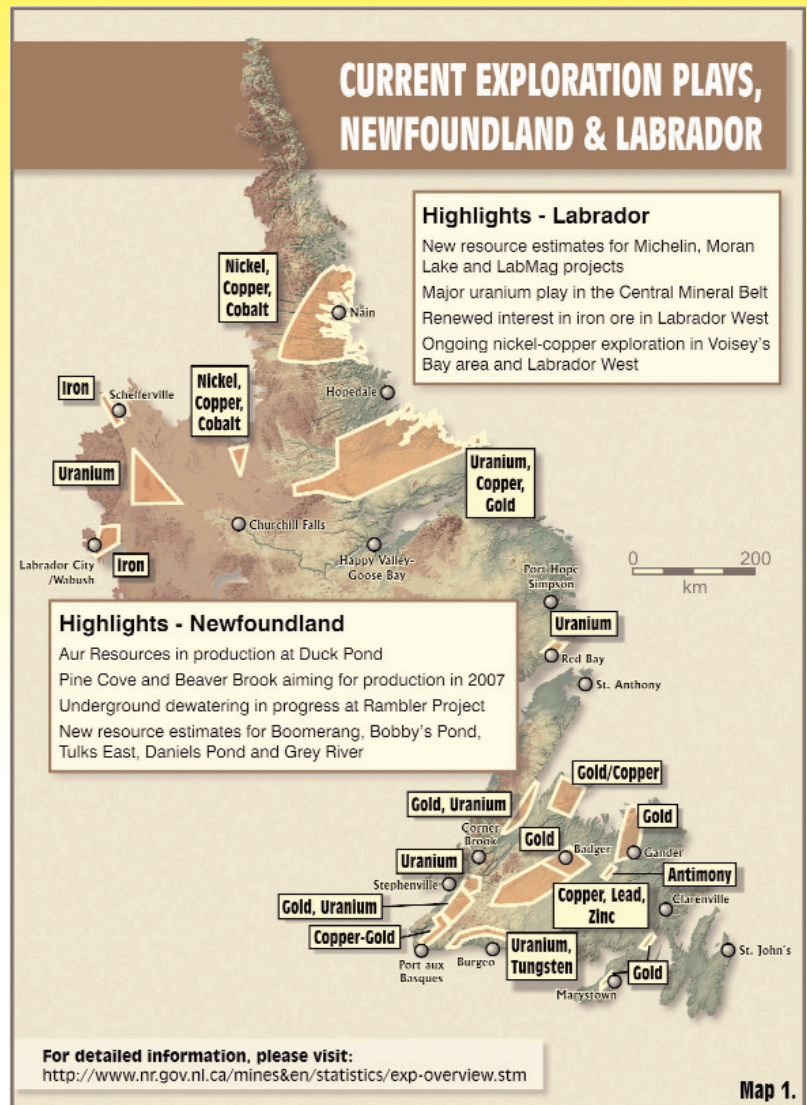 CURRENT EXPLORATION PLAYS,
NEWFOUNDLAND & LABRADOR
Highlights - Labrador
New resource estimates for Michelin, Moran
Lake and LabMag projects
Major uranium play in the Central Mineral Belt
Renewed interest in iron ore in Labrador West
Ongoing nickel-copper exploration in Voisey's
Bay area and Labrador West
Nickel,
Copper,
Cobalt
Nain
Iron
Schefferville
Nickel,
Copper,
Cobalt
Hopedale
Uranium
Uranium,
Copper,
Gold
Churchill Falls
Labrador City
/Wabush
Iron
Happy Valley-
Goose Bay
0 200
km
Port Hope
Simpson
Uranium
Red Bay
St. Anthony
Highlights - Newfoundland
Aur Resources in production at Duck Pond
Pine Cove and Beaver Brook aiming for production in 2007
Underground dewatering in progress at Rambler Project
New resource estimates for Boomerang, Bobby's Pond,
Tulks East, Daniels Pond and Grey River
Gold/Copper
Gold, Uranium
Gold
Corner
Brook
Gold
Badger
Gander
Uranium
Antimony
Stephenville
Copper, Lead,
Zinc
Clarenville
Gold, Uranium
Copper-Gold
Uranium,
Tungsten
St. John's
Port aux
Basques
Burgeo
Gold
Marystown
For detailed information, please visit:
http://www.nr.gov.nl.ca/mines&en/statistics/exp-overview.stm
Map 1.